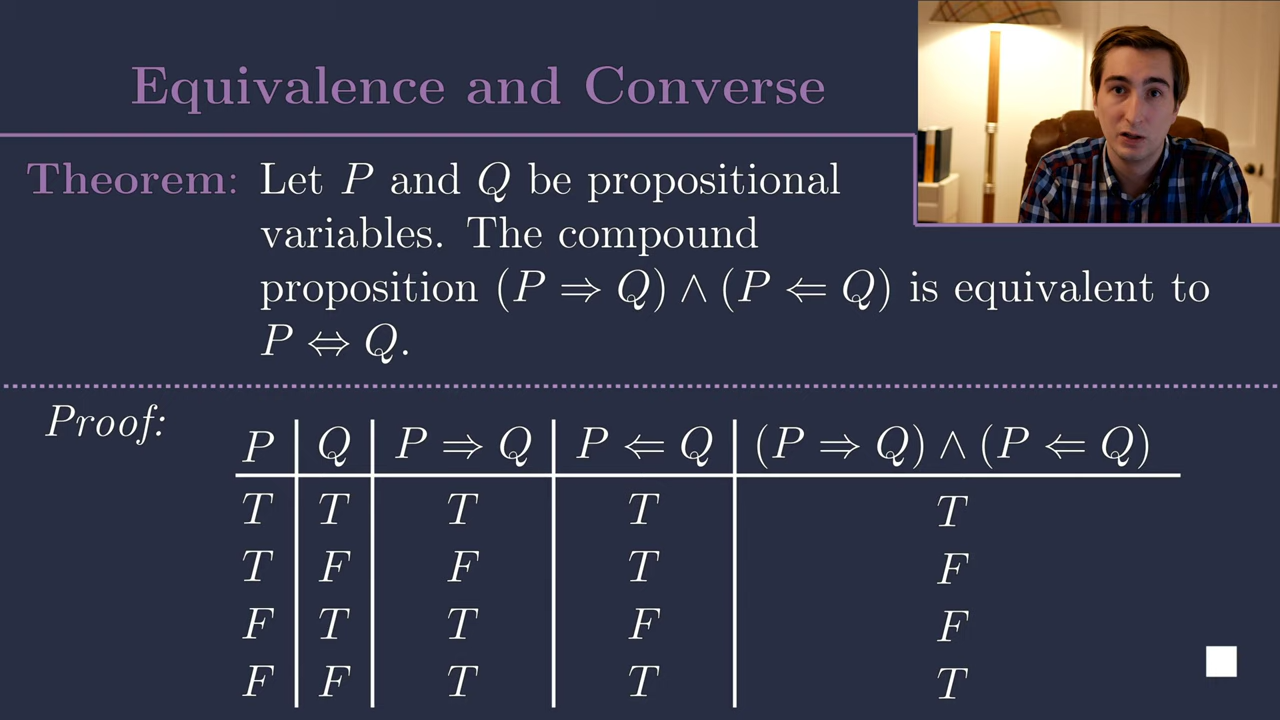 Equivalence and Converse
Theorem: Let P and Q be propositional
variables. The compound
proposition (P ⇒ Q) ∧ (P ⇐ Q) is equivalent to
P ⇔ Q.
Proof:
P Q P ⇒ Q P ⇐ Q (P ⇒ Q) ∧ (P ⇐ Q)
T T T T T
T F F T F
F T T F F
F F T T T